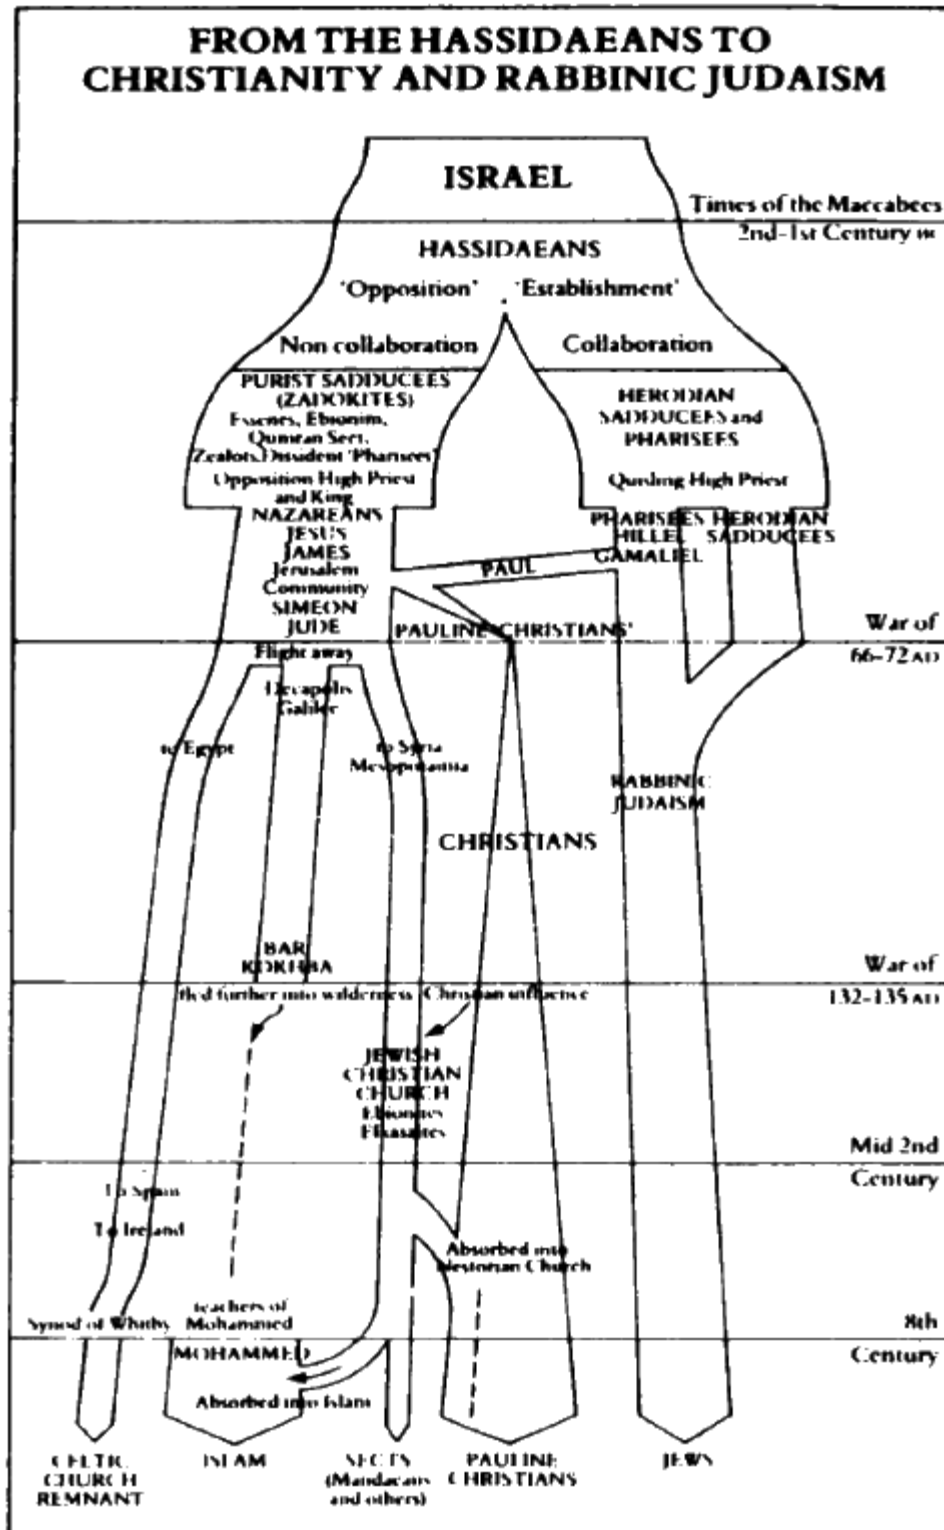 FROM THE HASSIDAEANS TO
CHRISTIANITY AND RABBINIC JUDAISM
ISRAEL
Times of the Maccabees
2nd-1st Century BC
HASSIDAEANS
'Opposition' 'Establishment'
Non collaboration Collaboration
PURIST SADDUCEES
(ZADOKITES)
Essenes, Ebionim,
Qumran Sect,
Zealots, Dissident 'Pharisees'
Opposition High Priest
and King
HERODIAN
SADDUCEES and
PHARISEES
Quisling High Priest
NAZAREANS
JESUS
JAMES
Jerusalem
Community
SIMEON
JUDE
PHARISEES
HILLEL
GAMALIEL
HERODIAN
SADDUCEES
PAUL
PAULINE 'CHRISTIANS'
War of
66-72 AD
Flight away
Decapolis
Galilee
to Egypt
to Syria
Mesopotamia
RABBINIC
JUDAISM
CHRISTIANS
BAR
KOKHBA
War of
132-135 AD
fled further into wilderness
Christian influence
JEWISH
CHRISTIAN
CHURCH
Ebionites
Elkasaites
Mid 2nd
Century
To Spain
To Ireland
Absorbed into
Nestorian Church
Synod of Whitby
teachers of
Mohammed
8th
Century
MOHAMMED
Absorbed into Islam
CELTIC
CHURCH
REMNANT
ISLAM
SECTS
(Mandaeans
and others)
PAULINE
CHRISTIANS
JEWS